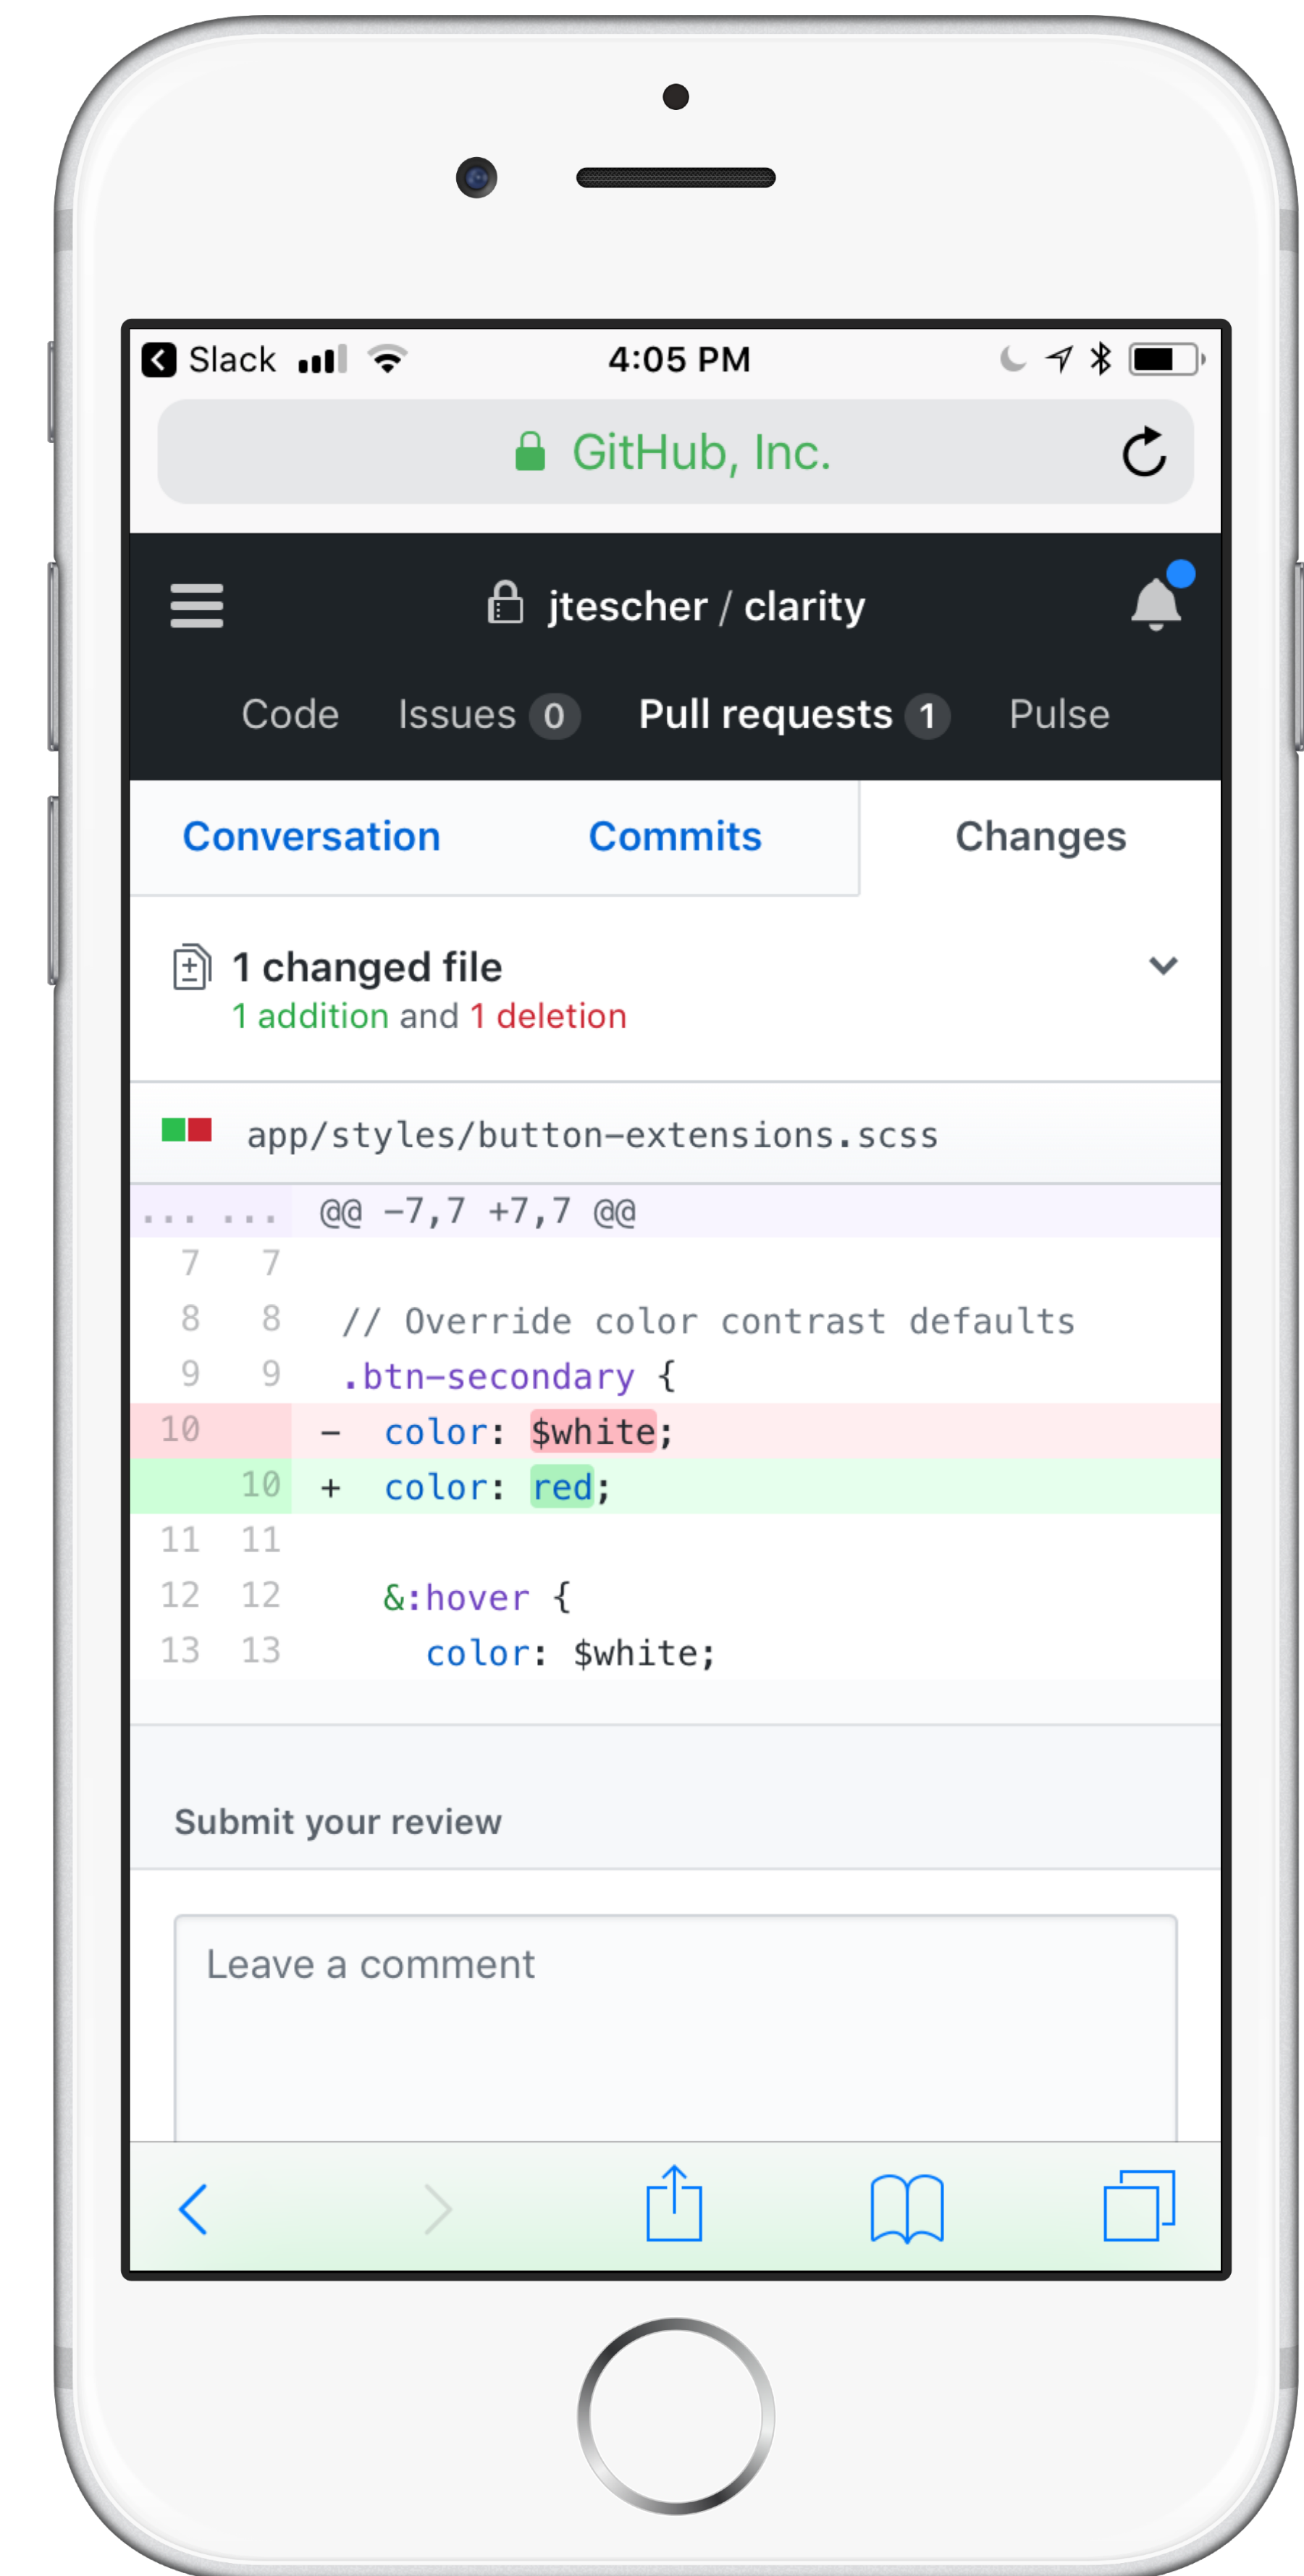 Slack 4:05 PM
GitHub, Inc.
jtescher / clarity
Code Issues 0 Pull requests 1 Pulse
Conversation Commits Changes
1 changed file
1 addition and 1 deletion
app/styles/button-extensions.scss
... ... @@ -7,7 +7,7 @@
7 7
8 8 // Override color contrast defaults
9 9 .btn-secondary {
10 - color: $white;
10 + color: red;
11 11
12 12 &:hover {
13 13 color: $white;
Submit your review
Leave a comment